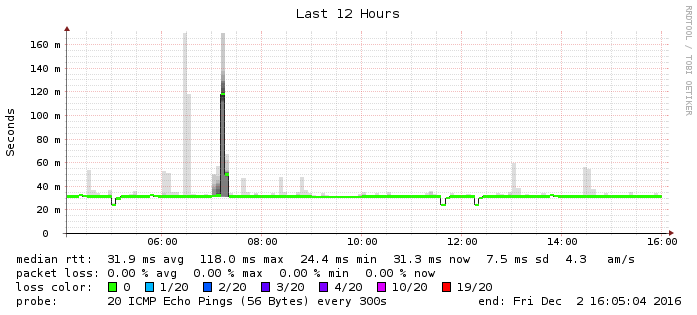 Last 12 Hours
RRDTOOL / TOBI OETIKER
Seconds
160 m
140 m
120 m
100 m
80 m
60 m
40 m
20 m
0
06:00 08:00 10:00 12:00 14:00 16:00
median rtt: 31.9 ms avg 118.0 ms max 24.4 ms min 31.3 ms now 7.5 ms sd 4.3 am/s
packet loss: 0.00 % avg 0.00 % max 0.00 % min 0.00 % now
loss color: 0 1/20 2/20 3/20 4/20 10/20 19/20
probe: 20 ICMP Echo Pings (56 Bytes) every 300s end: Fri Dec 2 16:05:04 2016